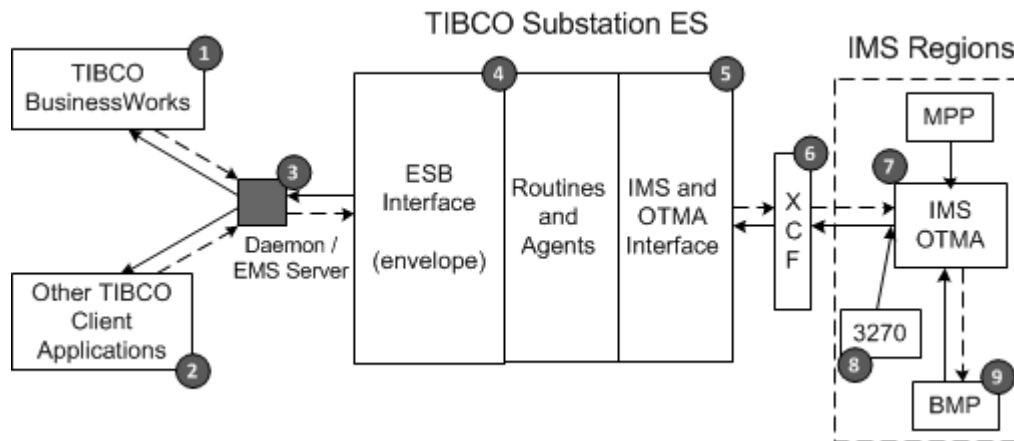 TIBCO Substation ES
IMS Regions
1
TIBCO
BusinessWorks
2
Other TIBCO
Client
Applications
3
Daemon /
EMS Server
4
ESB
Interface
(envelope)
Routines
and
Agents
5
IMS and
OTMA
Interface
6
X
C
F
MPP
7
IMS
OTMA
3270
8
9
BMP